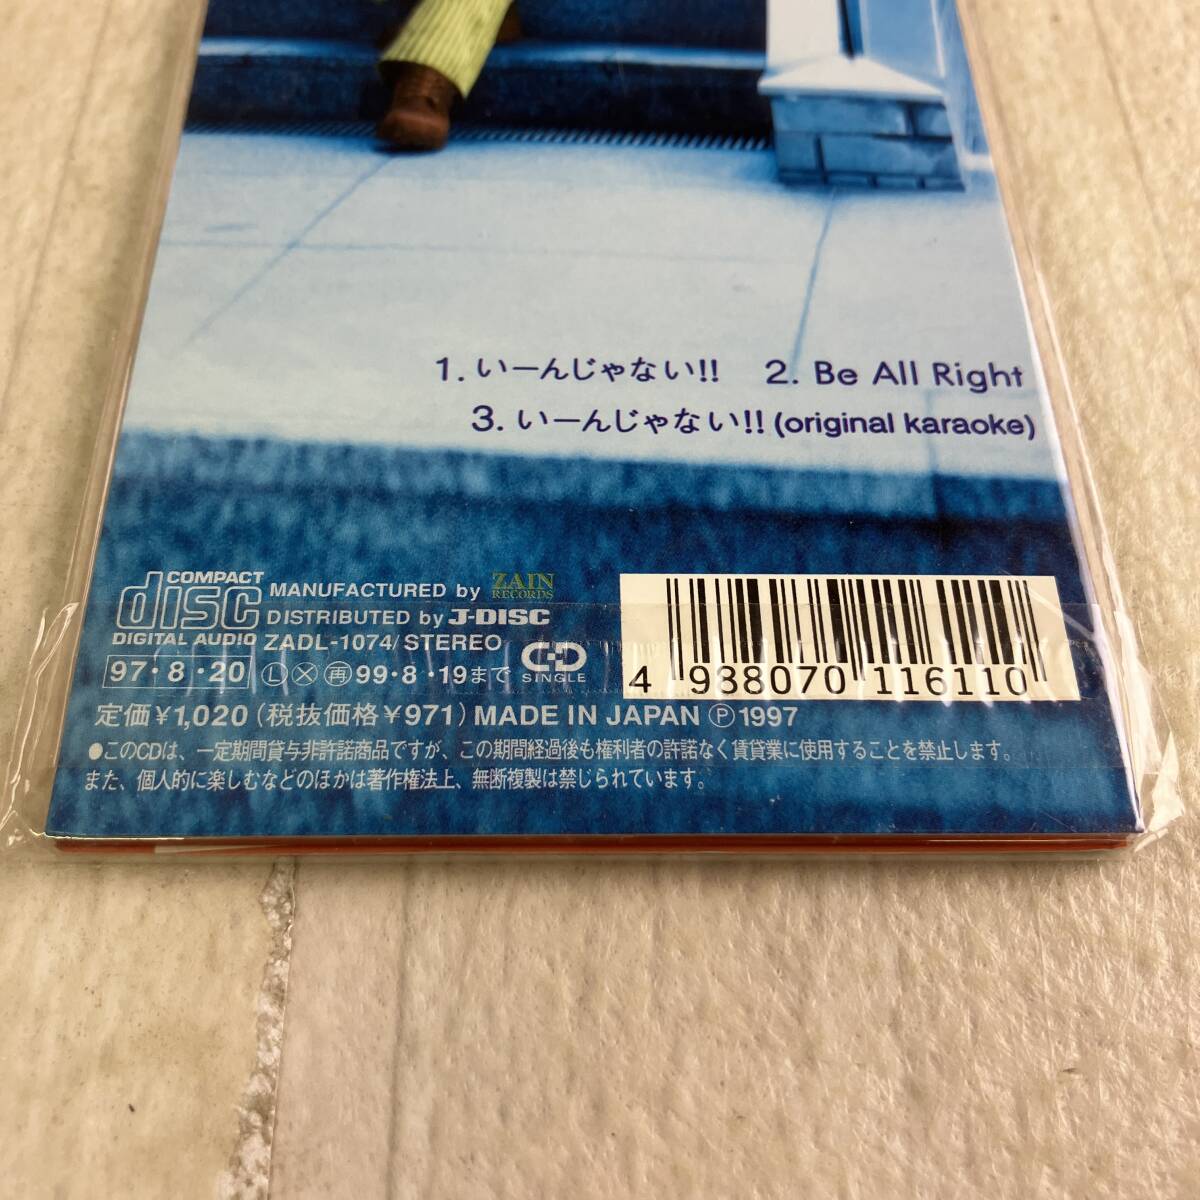 1. いーんじゃない!! 2. Be All Right
3. いーんじゃない!! (original karaoke)
COMPACT
disc
DIGITAL AUDIO
MANUFACTURED by ZAIN RECORDS
DISTRIBUTED by J-DISC
ZADL-1074/STEREO
97・8・20 Ⓛ Ⓧ ㊢99・8・19まで CD SINGLE
定価¥1,020(税抜価格¥971) MADE IN JAPAN Ⓟ 1997
●このCDは、一定期間貸与非許諾商品ですが、この期間経過後も権利者の許諾なく賃貸業に使用することを禁止します。
また、個人的に楽しむなどのほかは著作権法上、無断複製は禁じられています。
4 938070 116110